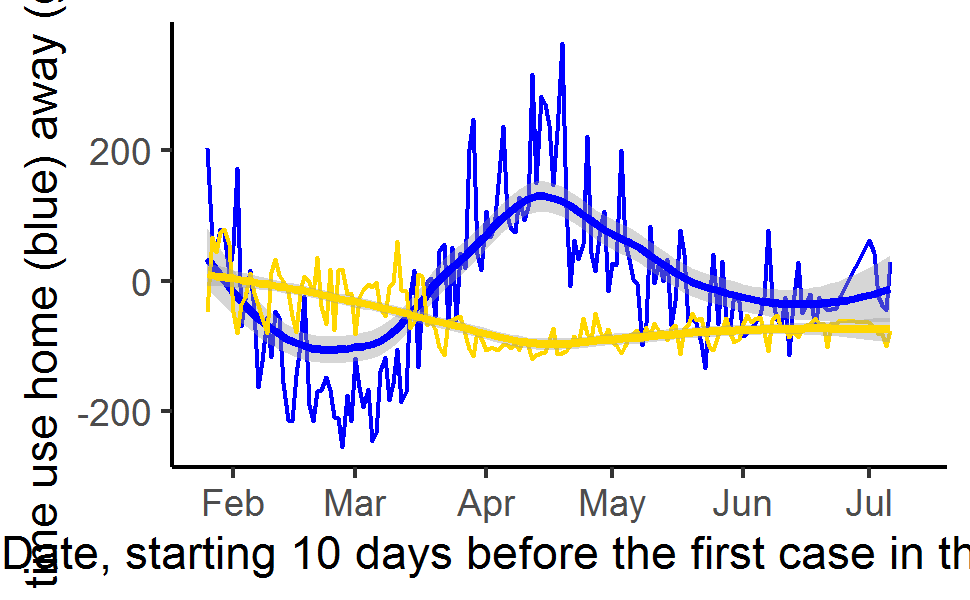 time use home (blue) away (
200
0
-200
Feb Mar Apr May Jun Jul
Date, starting 10 days before the first case in th